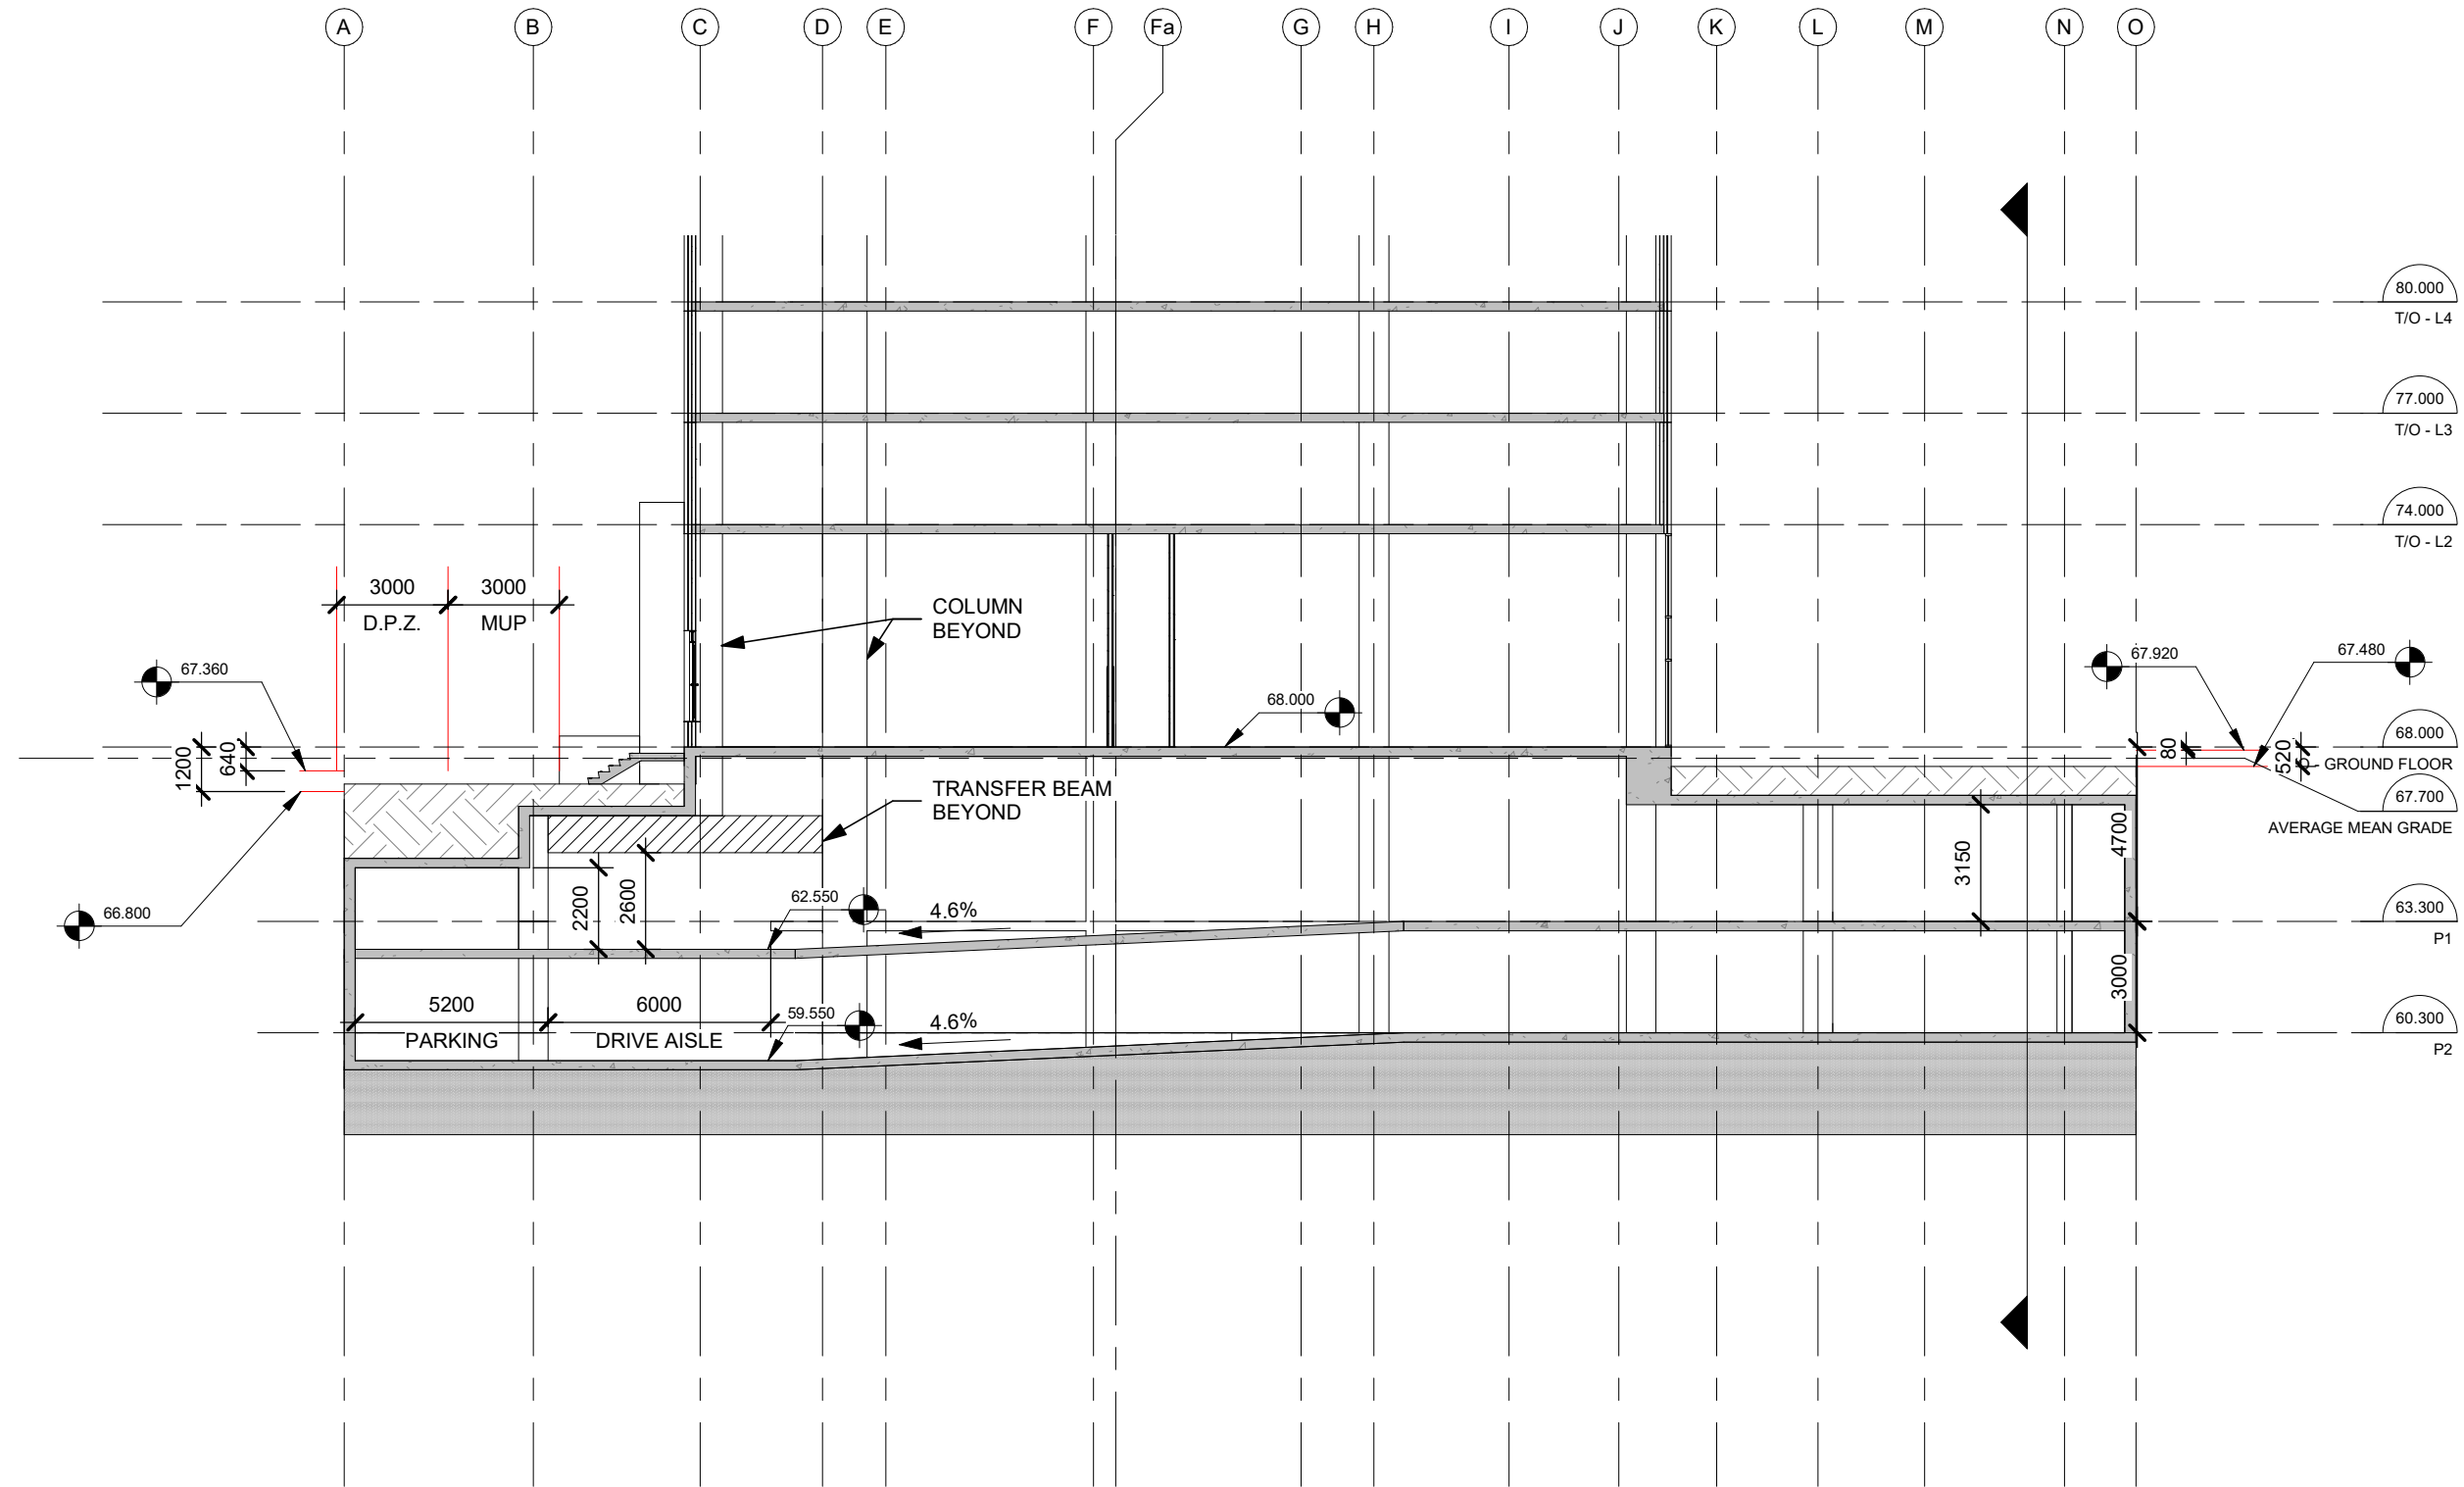 A B C D E F Fa G H I J K L M N O
80.000
T/O - L4
77.000
T/O - L3
74.000
T/O - L2
3000 3000
D.P.Z. MUP
COLUMN
BEYOND
67.360
67.920
67.480
68.000
68.000
1200
640
80
520
GROUND FLOOR
TRANSFER BEAM
BEYOND
67.700
AVERAGE MEAN GRADE
4700
3150
66.800
2200
2600
62.550
4.6%
63.300
P1
3000
5200 6000
PARKING DRIVE AISLE
59.550
4.6%
60.300
P2